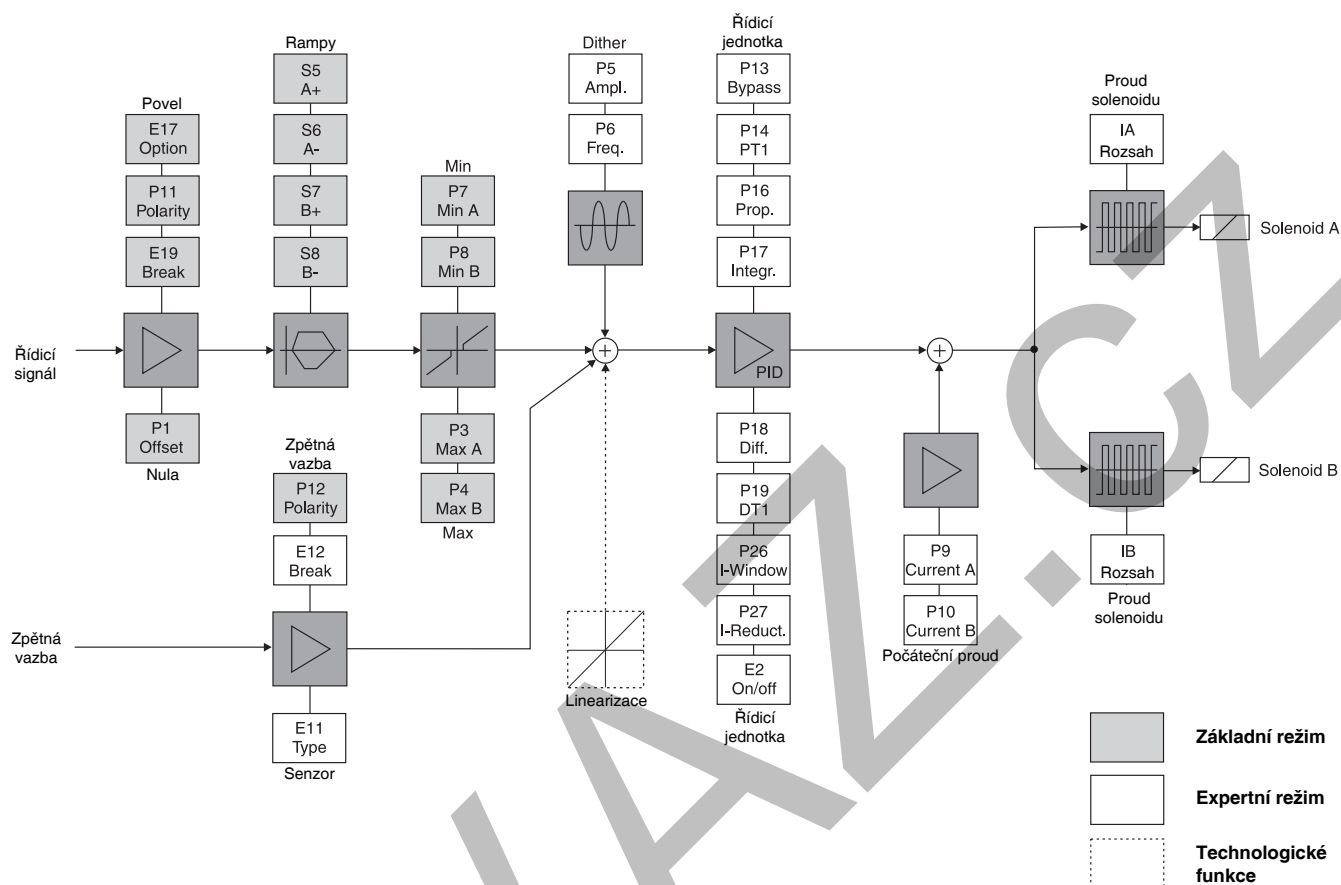 Povel
E17
Option
P11
Polarity
E19
Break
Řídicí
signál
P1
Offset
Nula
Rampy
S5
A+
S6
A-
S7
B+
S8
B-
Min
P7
Min A
P8
Min B
P3
Max A
P4
Max B
Max
Zpětná
vazba
P12
Polarity
E12
Break
Zpětná
vazba
E11
Type
Senzor
Dither
P5
Ampl.
P6
Freq.
+
Linearizace
Řídicí
jednotka
P13
Bypass
P14
PT1
P16
Prop.
P17
Integr.
PID
P18
Diff.
P19
DT1
P26
I-Window
P27
I-Reduct.
E2
On/off
Řídicí
jednotka
+
P9
Current A
P10
Current B
Počáteční proud
Proud
solenoidu
IA
Rozsah
Solenoid A
Solenoid B
IB
Rozsah
Proud
solenoidu
Základní režim
Expertní režim
Technologické
funkce